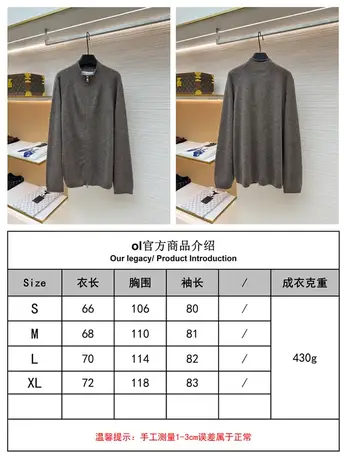 ol官方商品介绍
Our legacy/ Product Introduction
Size 衣长 胸围 袖长 / 成衣克重
S 66 106 80 / 430g
M 68 110 81 /
L 70 114 82 /
XL 72 118 83 /
温馨提示：手工测量1-3cm误差属于正常